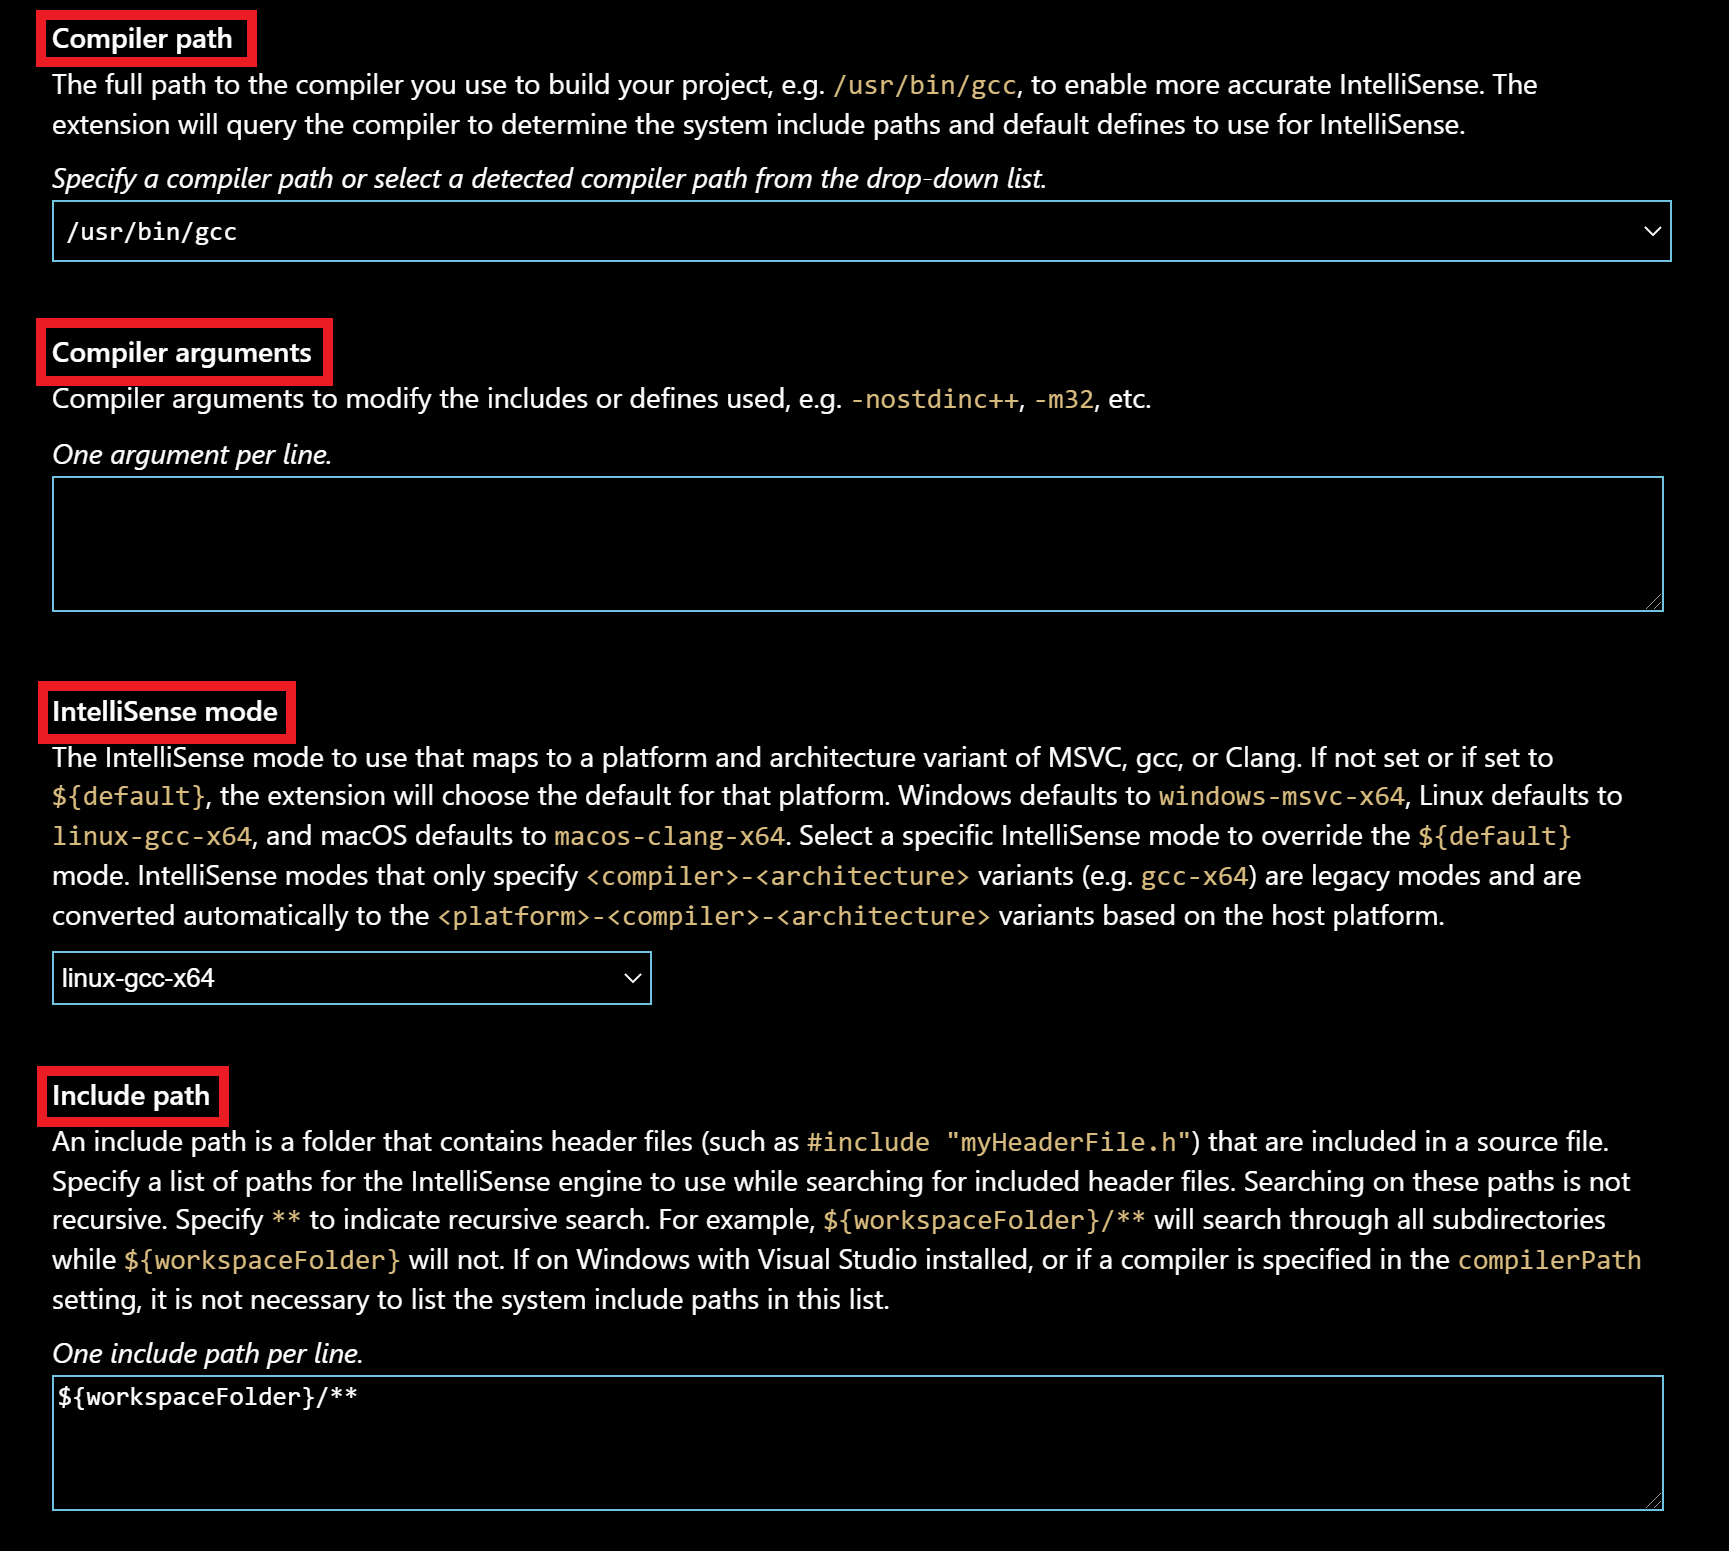 Compiler path
The full path to the compiler you use to build your project, e.g. /usr/bin/gcc, to enable more accurate IntelliSense. The
extension will query the compiler to determine the system include paths and default defines to use for IntelliSense.
Specify a compiler path or select a detected compiler path from the drop-down list.
/usr/bin/gcc
Compiler arguments
Compiler arguments to modify the includes or defines used, e.g. -nostdinc++, -m32, etc.
One argument per line.
IntelliSense mode
The IntelliSense mode to use that maps to a platform and architecture variant of MSVC, gcc, or Clang. If not set or if set to
${default}, the extension will choose the default for that platform. Windows defaults to windows-msvc-x64, Linux defaults to
linux-gcc-x64, and macOS defaults to macos-clang-x64. Select a specific IntelliSense mode to override the ${default}
mode. IntelliSense modes that only specify <compiler>-<architecture> variants (e.g. gcc-x64) are legacy modes and are
converted automatically to the <platform>-<compiler>-<architecture> variants based on the host platform.
linux-gcc-x64
Include path
An include path is a folder that contains header files (such as #include "myHeaderFile.h") that are included in a source file.
Specify a list of paths for the IntelliSense engine to use while searching for included header files. Searching on these paths is not
recursive. Specify ** to indicate recursive search. For example, ${workspaceFolder}/** will search through all subdirectories
while ${workspaceFolder} will not. If on Windows with Visual Studio installed, or if a compiler is specified in the compilerPath
setting, it is not necessary to list the system include paths in this list.
One include path per line.
${workspaceFolder}/**